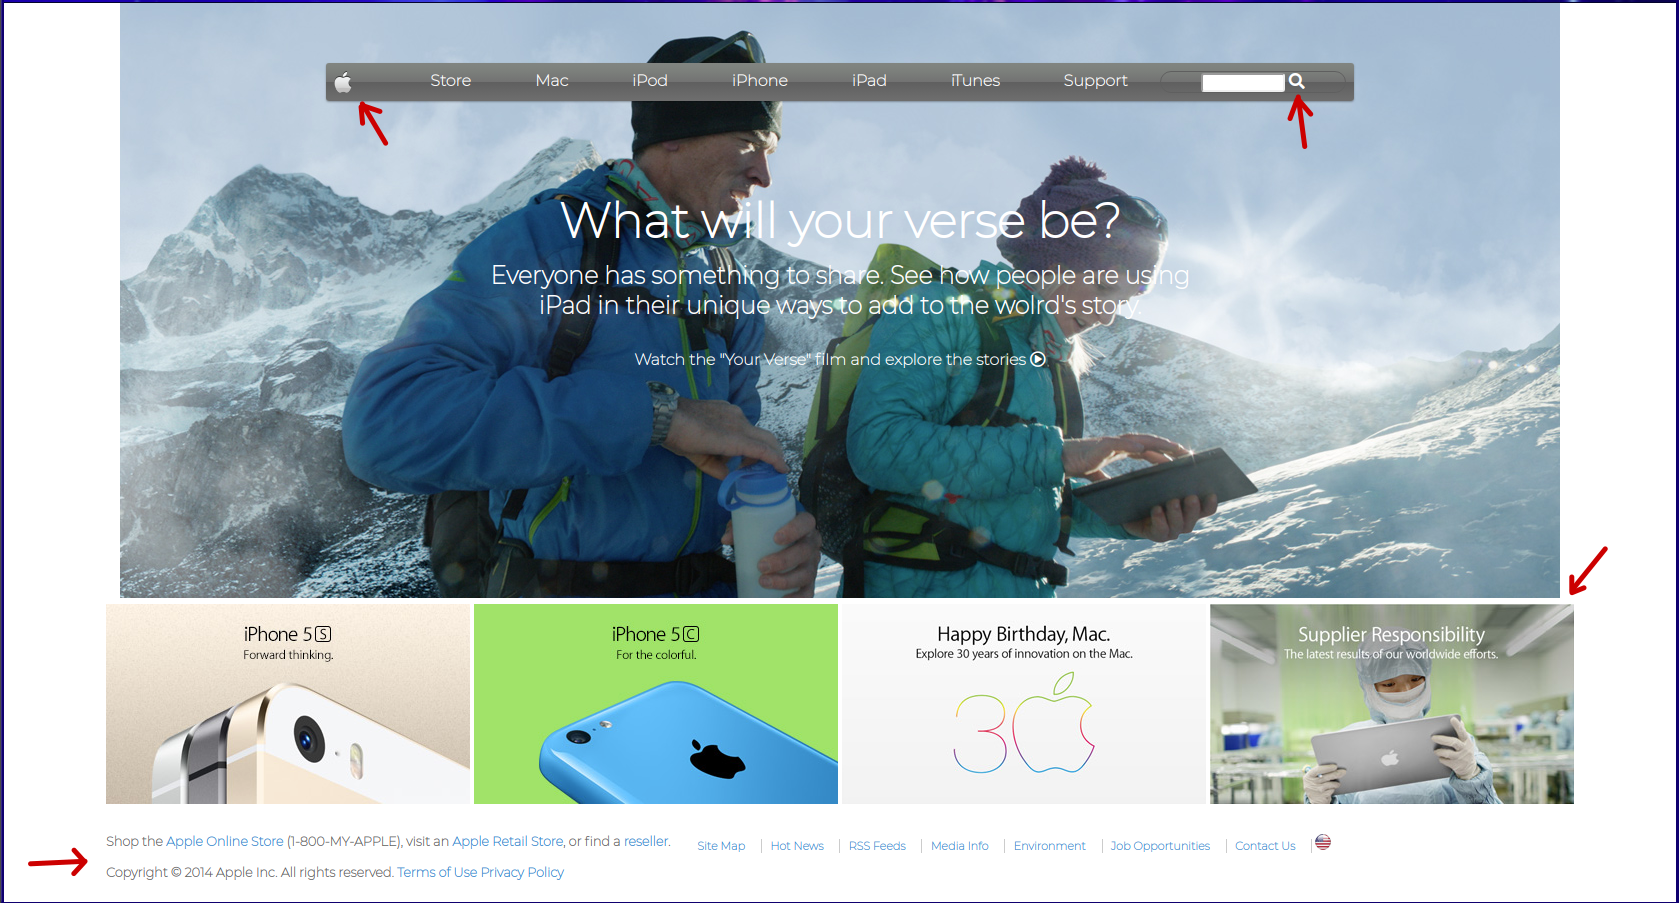 Store Mac iPod iPhone iPad iTunes Support
What will your verse be?
Everyone has something to share. See how people are using
iPad in their unique ways to add to the wolrd's story.
Watch the "Your Verse" film and explore the stories
iPhone 5S
Forward thinking.
iPhone 5C
For the colorful.
Happy Birthday, Mac.
Explore 30 years of innovation on the Mac.
30
Supplier Responsibility
The latest results of our worldwide efforts.
Shop the Apple Online Store (1-800-MY-APPLE), visit an Apple Retail Store, or find a reseller.
Site Map Hot News RSS Feeds Media Info Environment Job Opportunities Contact Us
Copyright © 2014 Apple Inc. All rights reserved. Terms of Use Privacy Policy